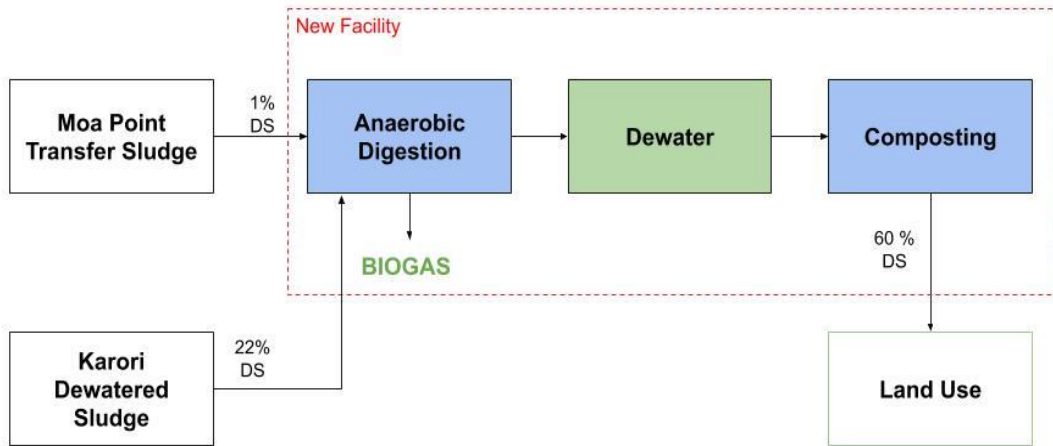 New Facility
Moa Point
Transfer Sludge
1%
DS
Anaerobic
Digestion
Dewater
Composting
BIOGAS
60 %
DS
Karori
Dewatered
Sludge
22%
DS
Land Use